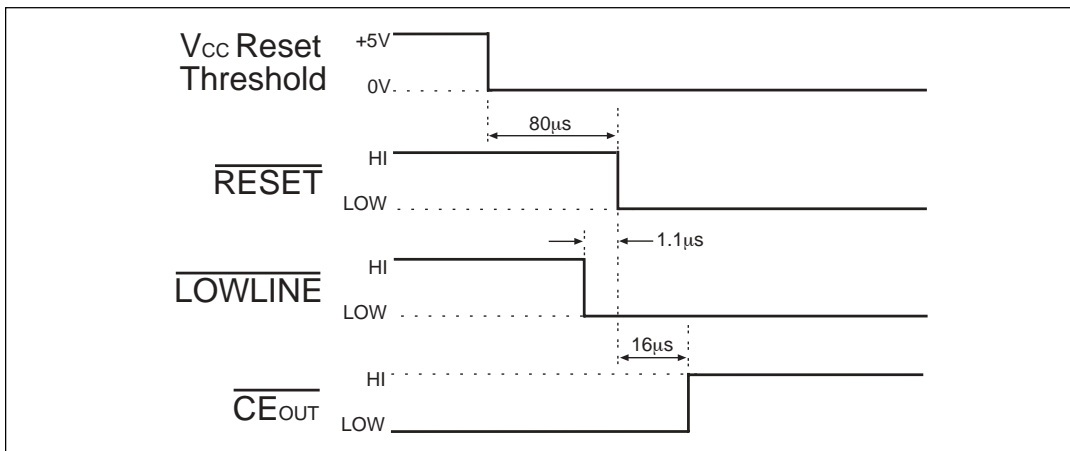 Vcc Reset
Threshold
+5V
0V
80μs
RESET
HI
LOW
1.1μs
LOWLINE
HI
LOW
16μs
CEOUT
HI
LOW